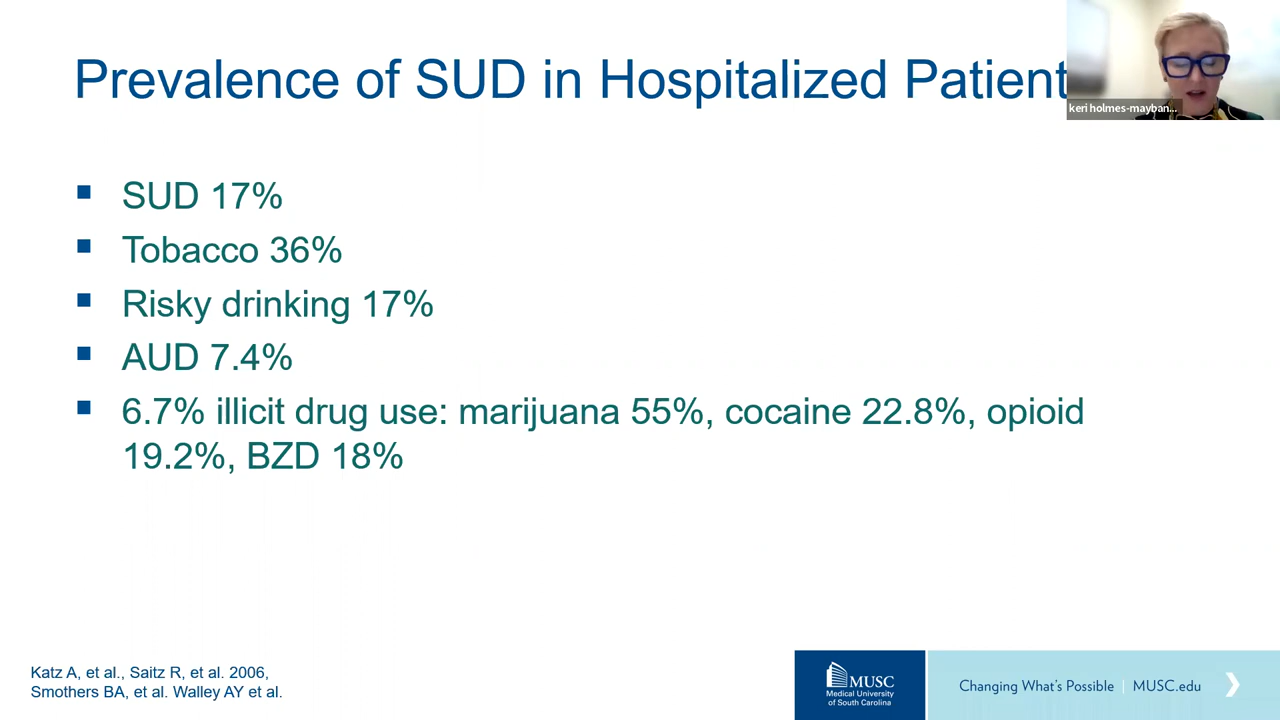 Prevalence of SUD in Hospitalized Patient
keri holmes-mayban...
SUD 17%
Tobacco 36%
Risky drinking 17%
AUD 7.4%
6.7% illicit drug use: marijuana 55%, cocaine 22.8%, opioid
19.2%, BZD 18%
Katz A, et al., Saitz R, et al. 2006,
Smothers BA, et al. Walley AY et al.
MUSC
Medical University
of South Carolina
Changing What's Possible | MUSC.edu